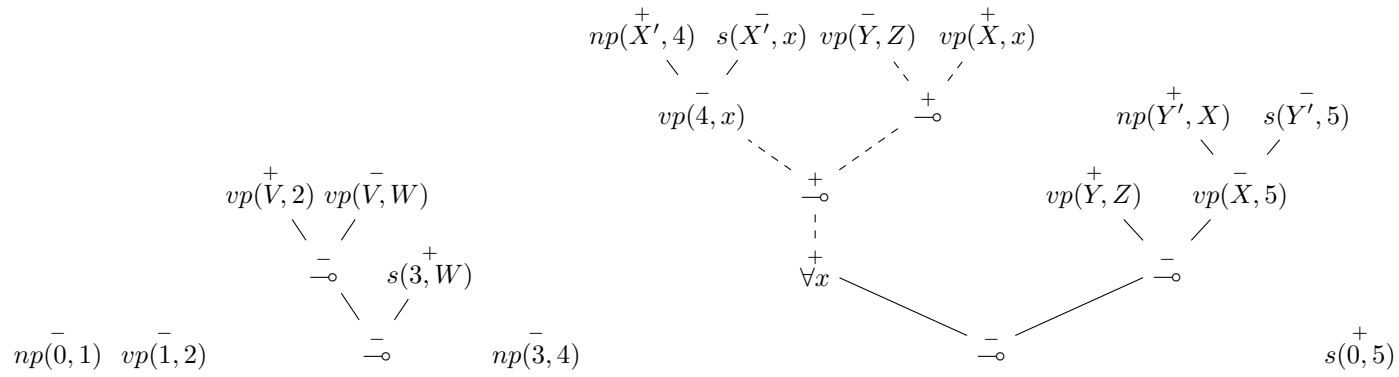 + − − +
np(X′, 4) s(X′, x) vp(Y, Z) vp(X, x)
− + + −
vp(4, x) ⊸ np(Y′, X) s(Y′, 5)
+ − + + −
vp(V, 2) vp(V, W) ⊸ vp(Y, Z) vp(X, 5)
− + + −
⊸ s(3, W) ∀x ⊸
− − − − − +
np(0, 1) vp(1, 2) ⊸ np(3, 4) ⊸ s(0, 5)